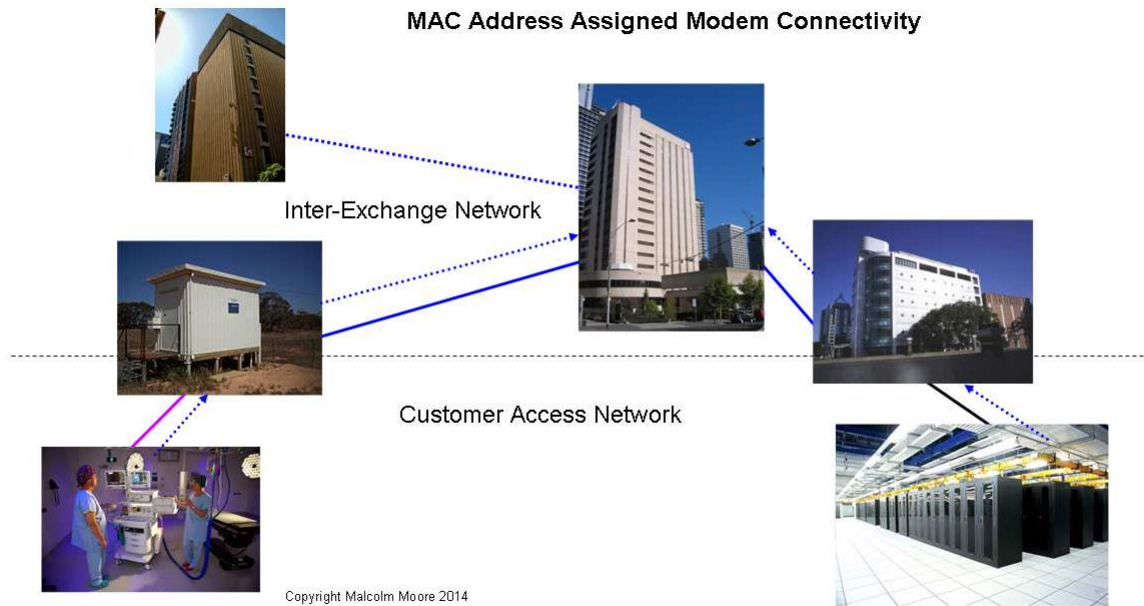 MAC Address Assigned Modem Connectivity
Inter-Exchange Network
Customer Access Network
Copyright Malcolm Moore 2014